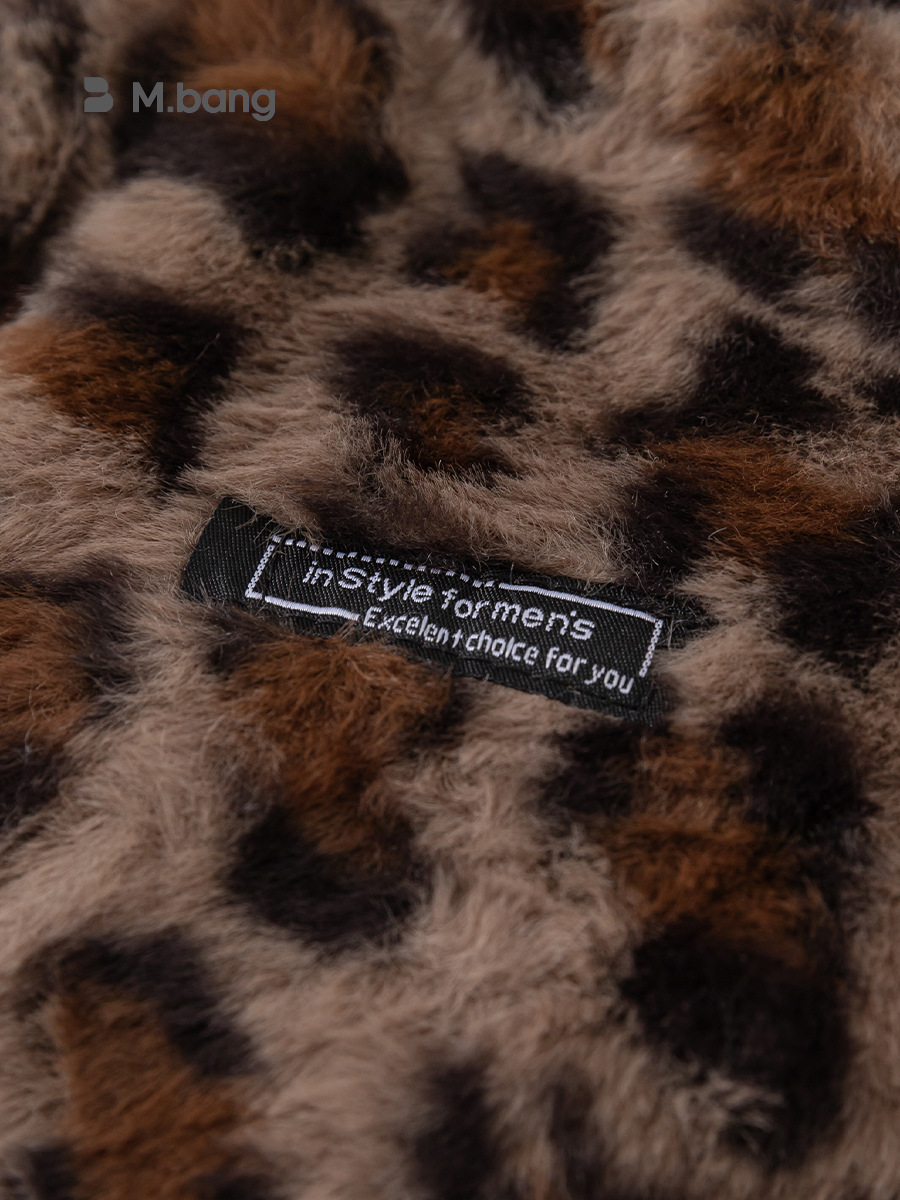 M.bang
inStyle for men's
Excelent choice for you